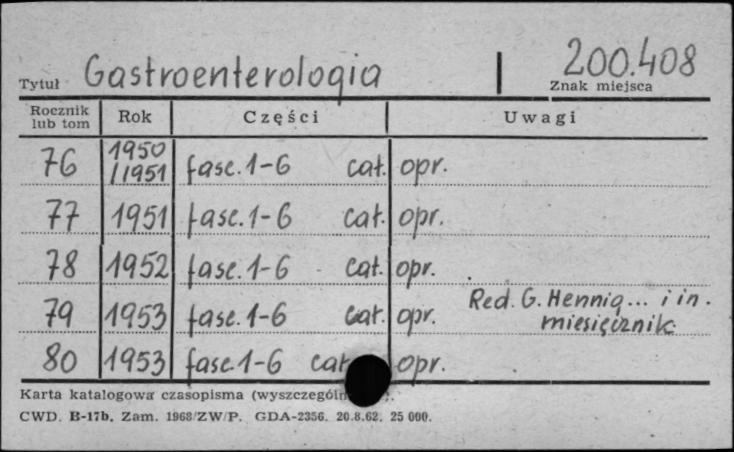 Tytuł Gastroenterologia 200.408
Znak miejsca
Rocznik lub tom Rok Części Uwagi
76 1950/1951 fasc. 1-6 cał. opr.
77 1951 fasc. 1-6 cał. opr.
78 1952 fasc. 1-6 cał. opr.
79 1953 fasc. 1-6 cał. opr. Red. G. Hennig... i in.
miesięcznik
80 1953 fasc. 1-6 cał. opr.
Karta katalogowa czasopisma
CWD. B-17b. Zam. 1968/ZW/P. GDA-2356. 20.8.62. 25 000.